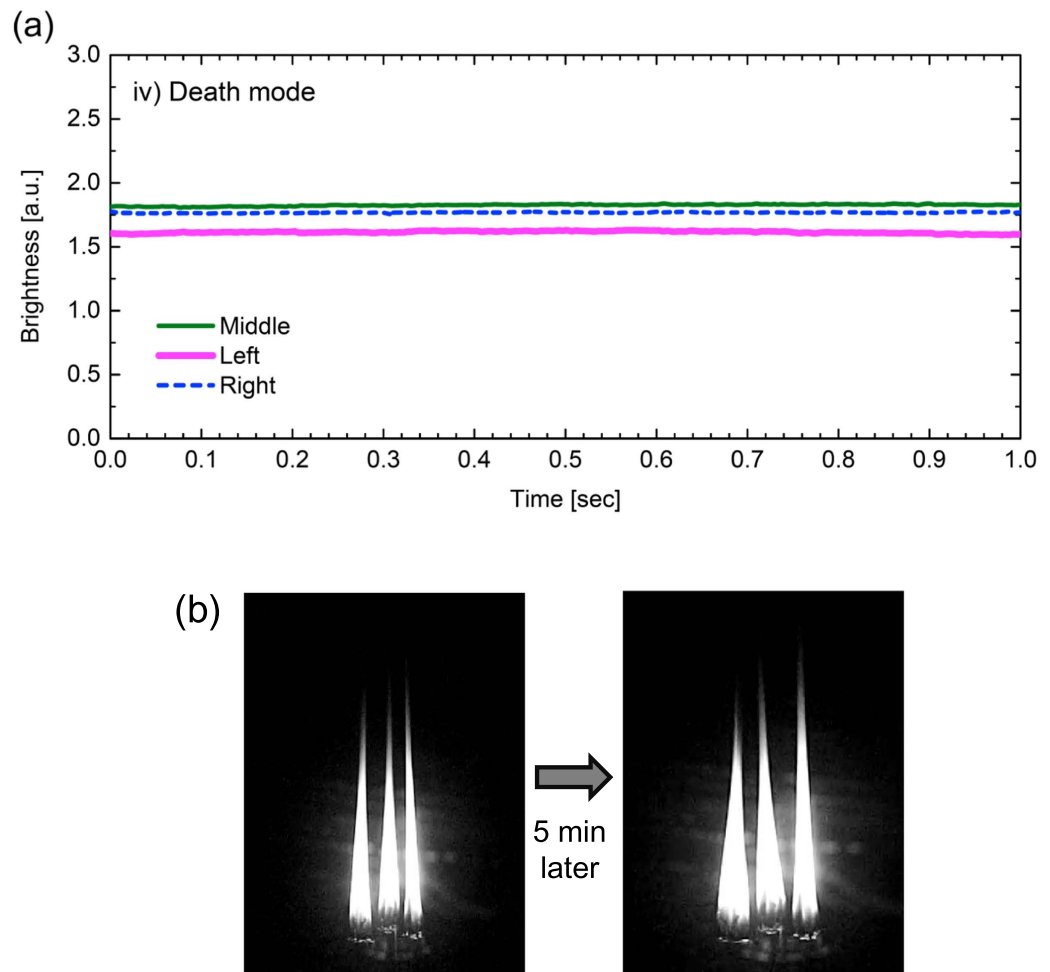 (a)
3.0
iv) Death mode
2.5
2.0
1.5
1.0
0.5
0.0
Brightness [a.u.]
Middle
Left
Right
0.0 0.1 0.2 0.3 0.4 0.5 0.6 0.7 0.8 0.9 1.0
Time [sec]
(b)
5 min
later